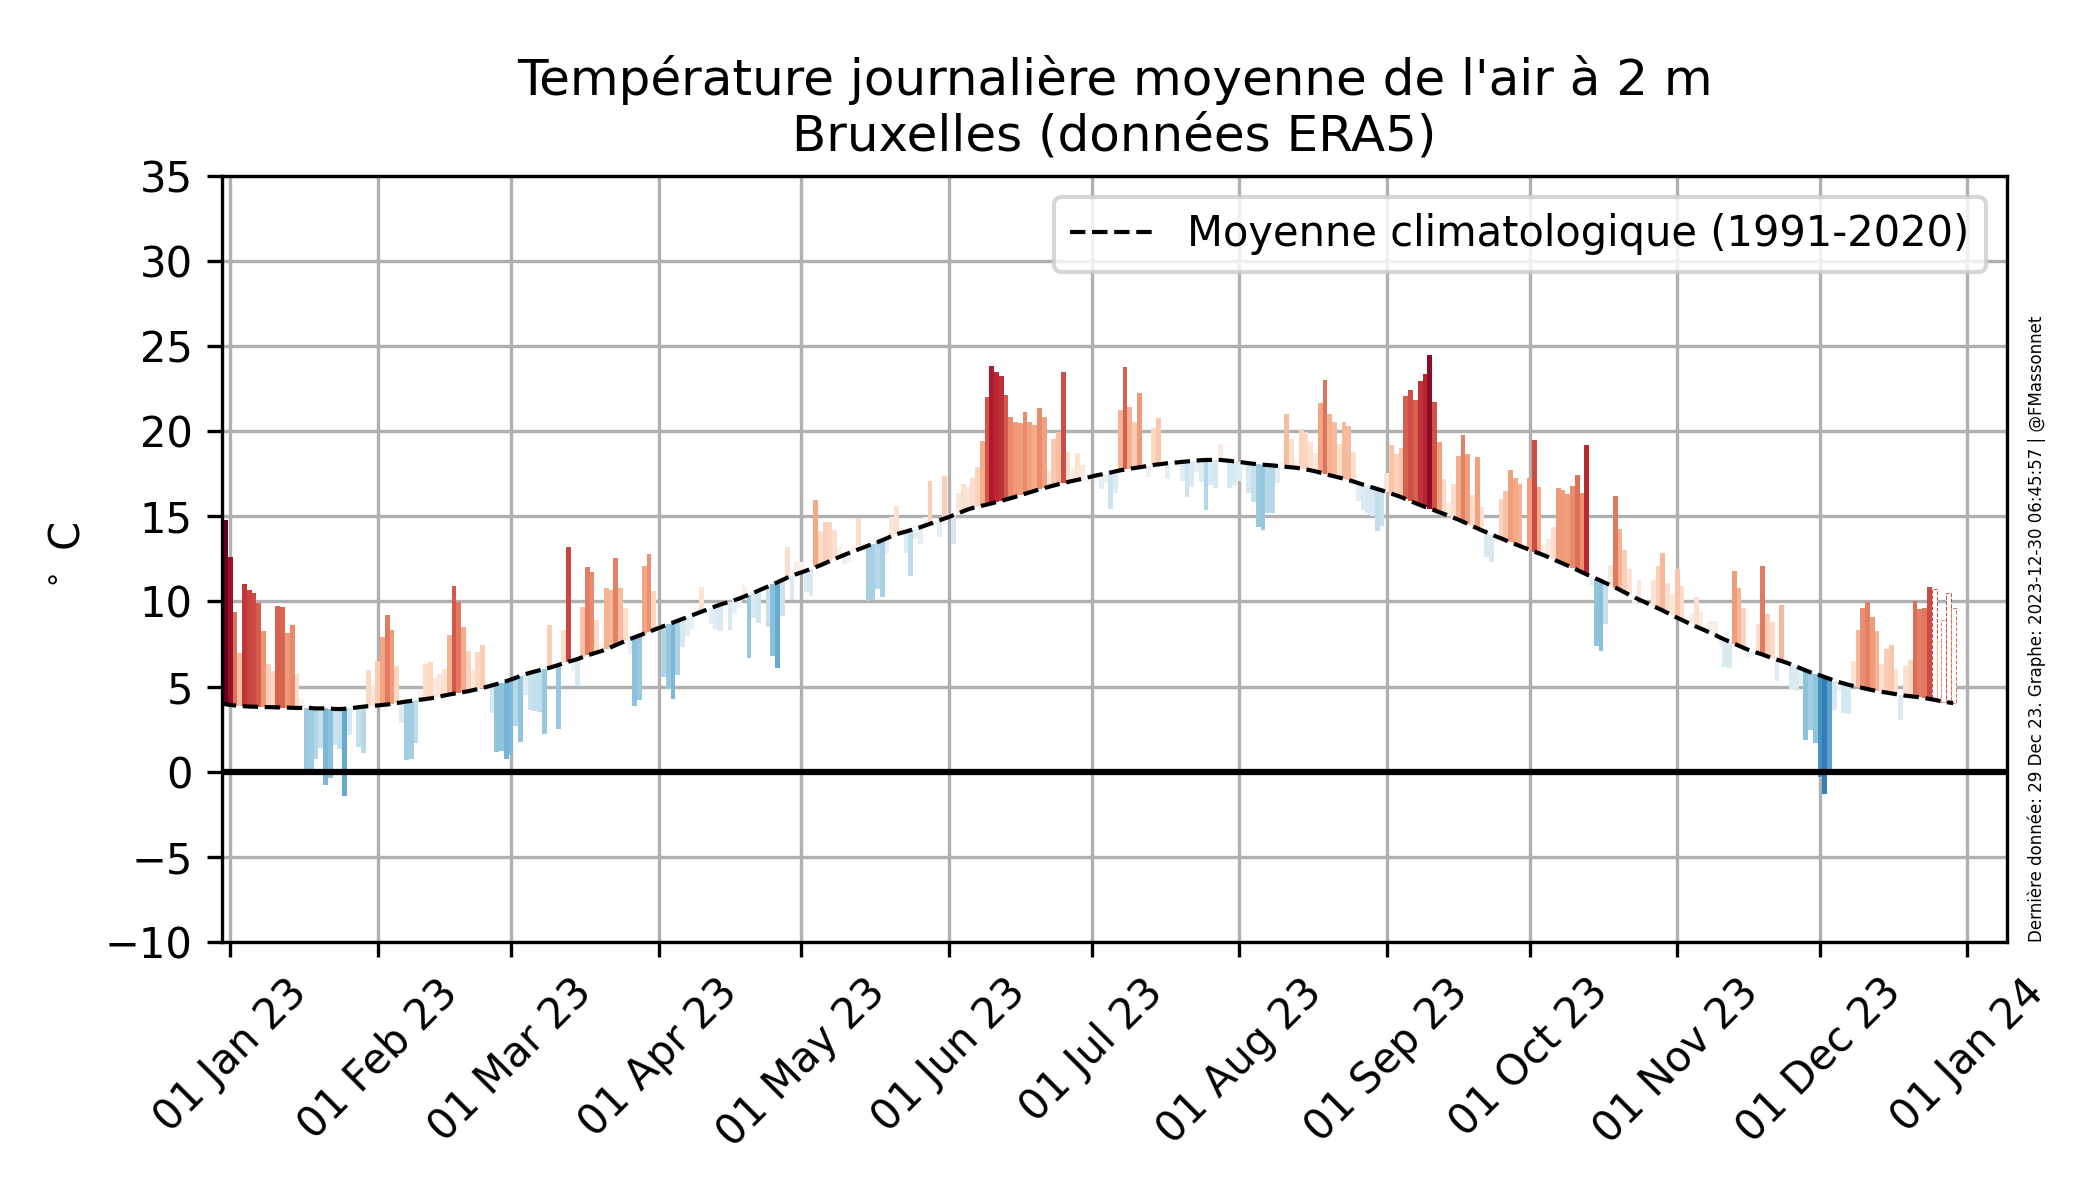 Température journalière moyenne de l'air à 2 m
Bruxelles (données ERA5)
Moyenne climatologique (1991-2020)
35
30
25
20
15
10
5
0
−5
−10
° C
01 Jan 23
01 Feb 23
01 Mar 23
01 Apr 23
01 May 23
01 Jun 23
01 Jul 23
01 Aug 23
01 Sep 23
01 Oct 23
01 Nov 23
01 Dec 23
01 Jan 24
Dernière donnée: 29 Dec 23. Graphe: 2023-12-30 06:45:57 | @FMassonnet